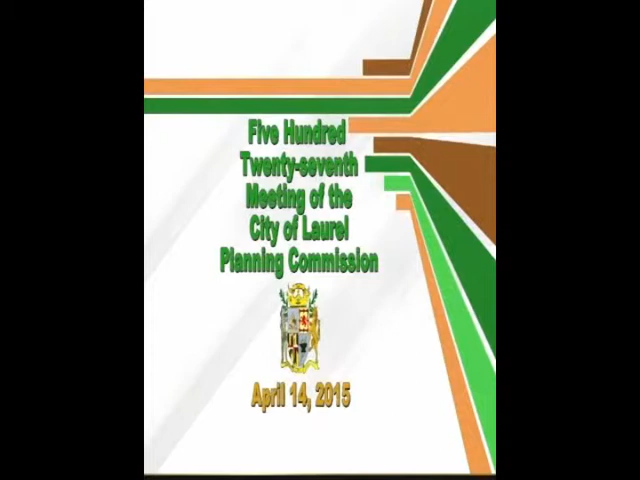 Five Hundred
Twenty-seventh
Meeting of the
City of Laurel
Planning Commission
April 14, 2015